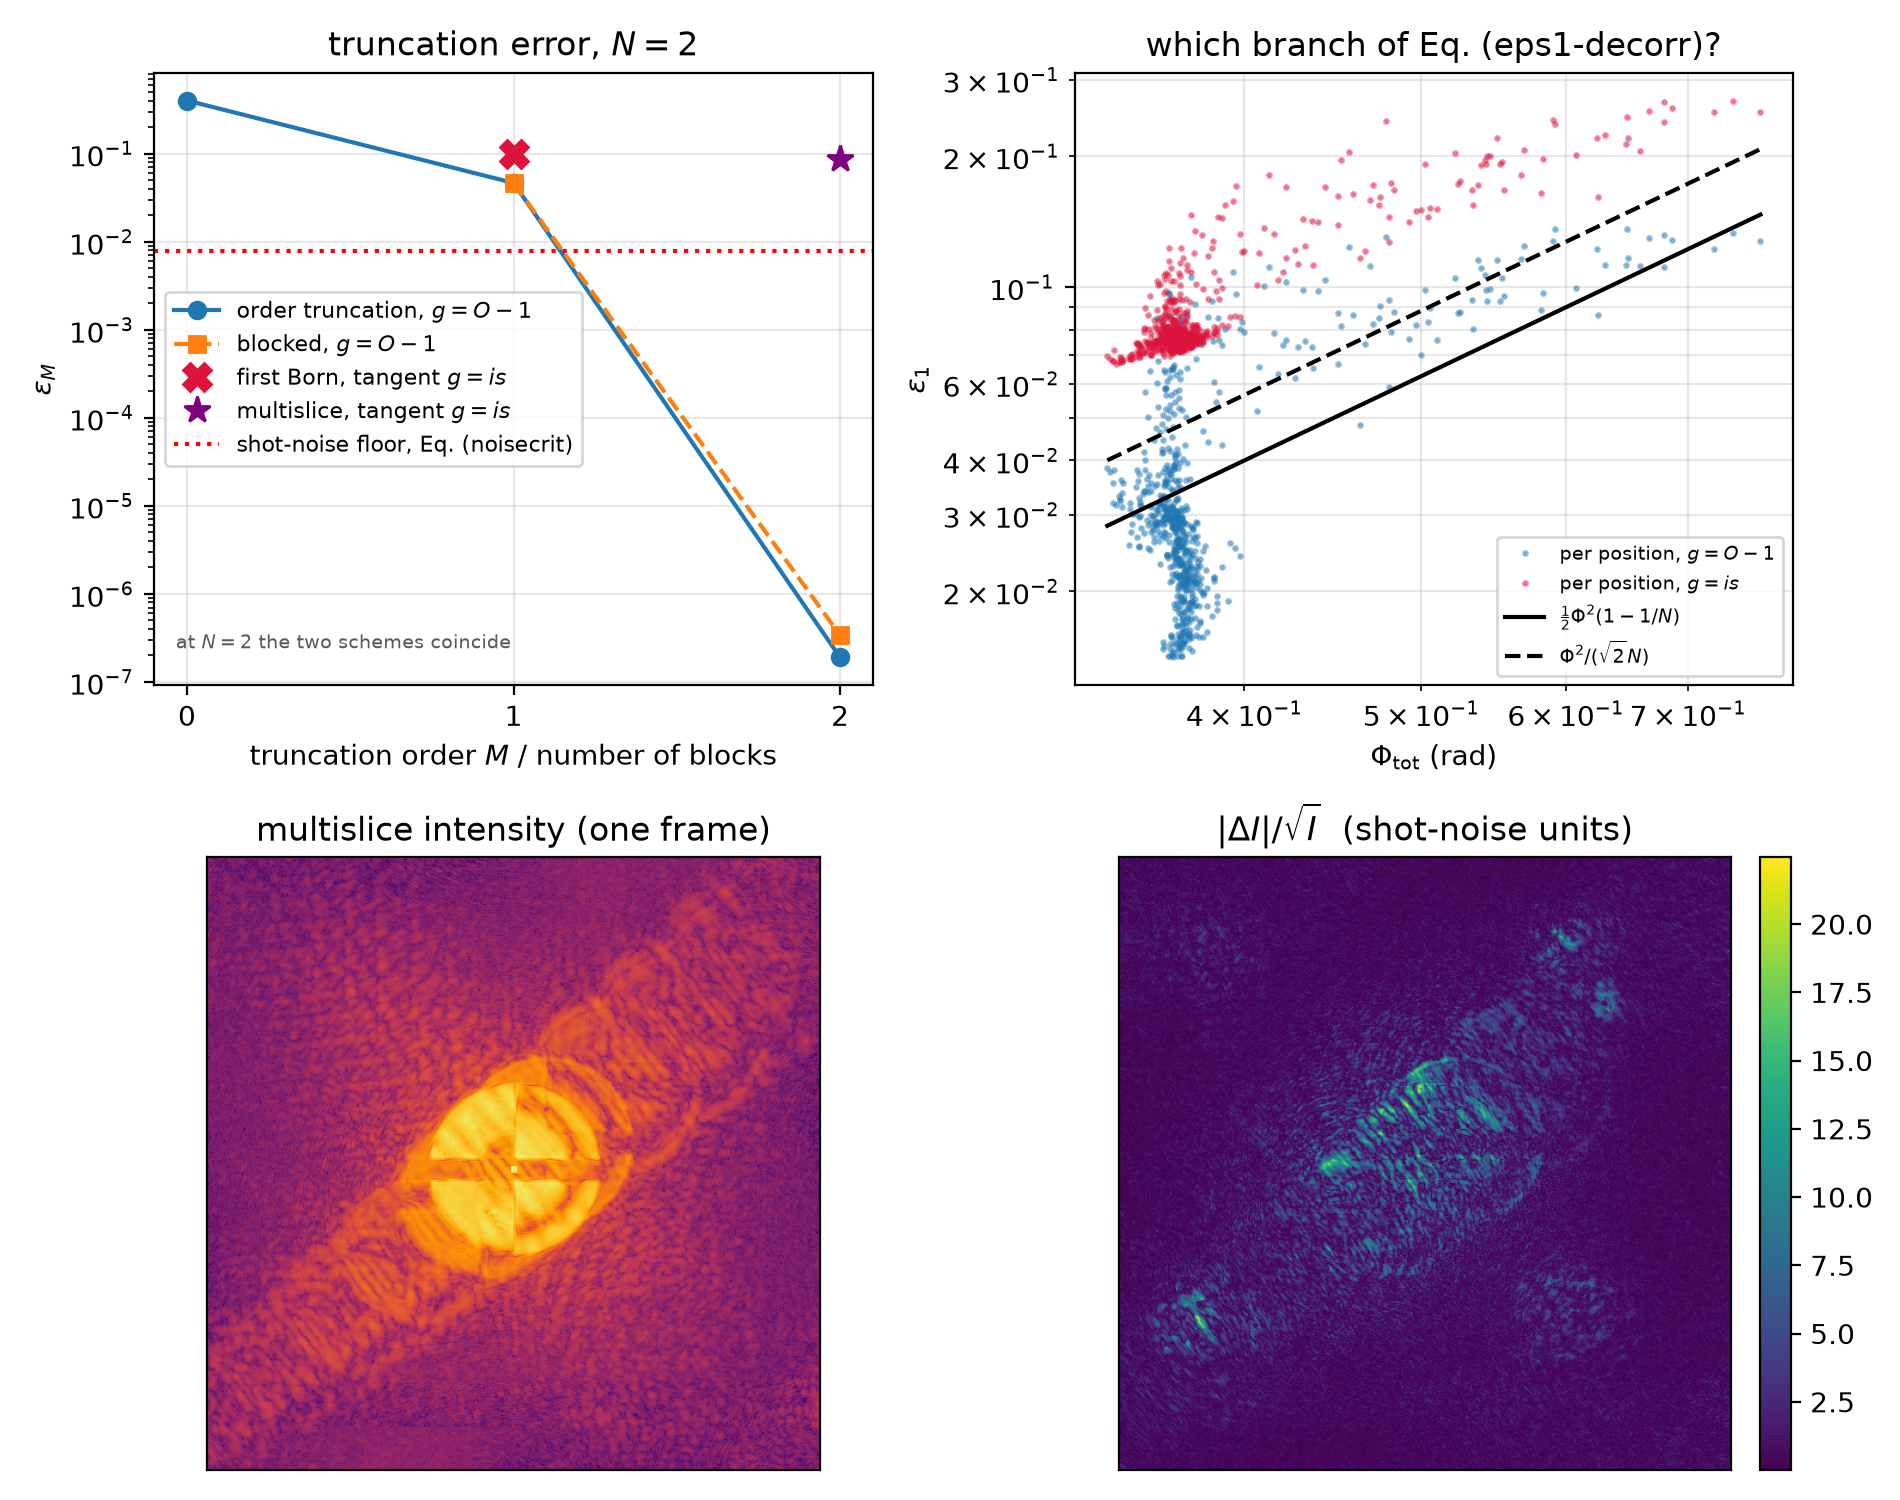 truncation error, N = 2
ε_M
10⁻¹
10⁻²
10⁻³
10⁻⁴
10⁻⁵
10⁻⁶
10⁻⁷
order truncation, g = O − 1
blocked, g = O − 1
first Born, tangent g = is
multislice, tangent g = is
shot-noise floor, Eq. (noisecrit)
at N = 2 the two schemes coincide
0 1 2
truncation order M / number of blocks
which branch of Eq. (eps1-decorr)?
ε₁
3 × 10⁻¹
2 × 10⁻¹
10⁻¹
6 × 10⁻²
4 × 10⁻²
3 × 10⁻²
2 × 10⁻²
per position, g = O − 1
per position, g = is
½Φ²(1 − 1/N)
Φ²/(√2N)
4 × 10⁻¹ 5 × 10⁻¹ 6 × 10⁻¹ 7 × 10⁻¹
Φ_tot (rad)
multislice intensity (one frame)
|ΔI|/√I (shot-noise units)
20.0
17.5
15.0
12.5
10.0
7.5
5.0
2.5